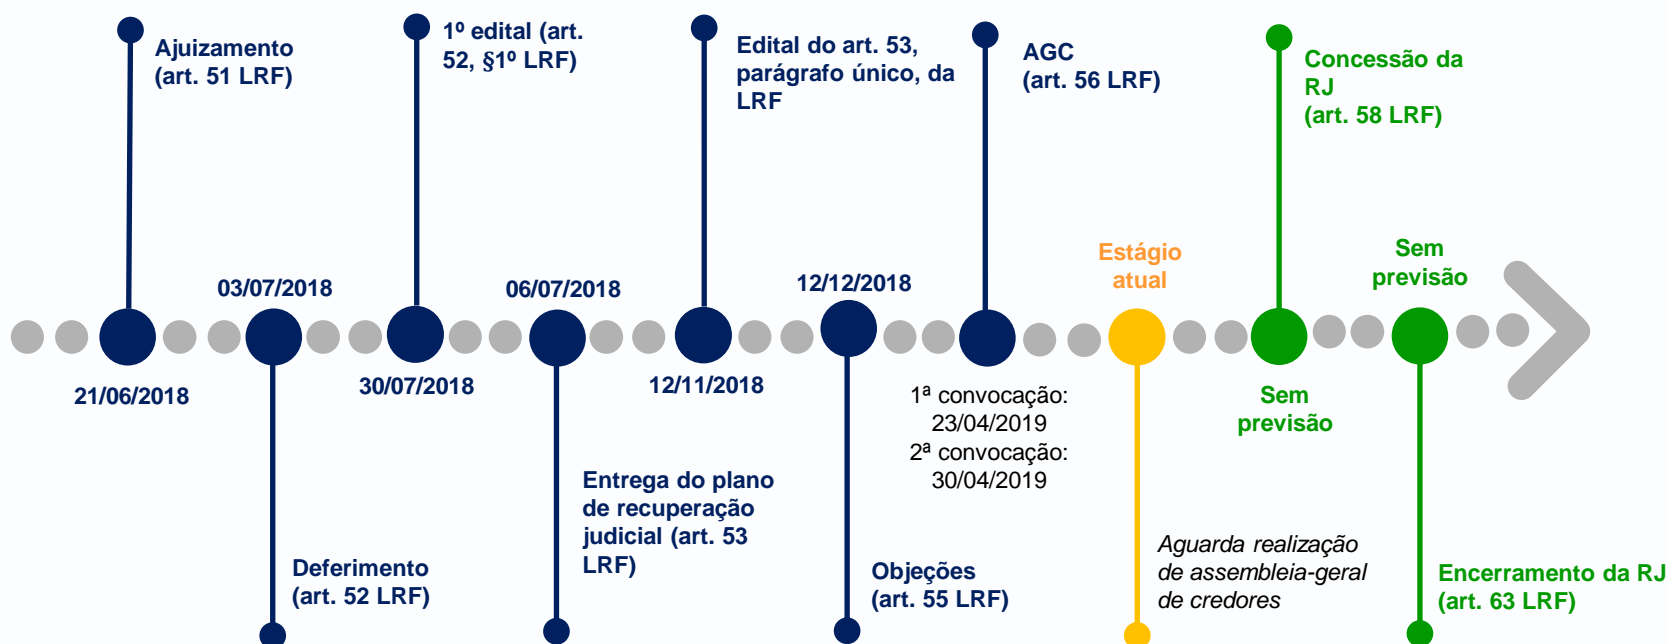 Ajuizamento
(art. 51 LRF)
21/06/2018
03/07/2018
Deferimento
(art. 52 LRF)
1º edital (art.
52, §1º LRF)
30/07/2018
06/07/2018
Entrega do plano
de recuperação
judicial (art. 53
LRF)
Edital do art. 53,
parágrafo único, da
LRF
12/11/2018
12/12/2018
Objeções
(art. 55 LRF)
AGC
(art. 56 LRF)
1ª convocação:
23/04/2019
2ª convocação:
30/04/2019
Estágio
atual
Aguarda realização
de assembleia-geral
de credores
Concessão da
RJ
(art. 58 LRF)
Sem
previsão
Sem
previsão
Encerramento da RJ
(art. 63 LRF)